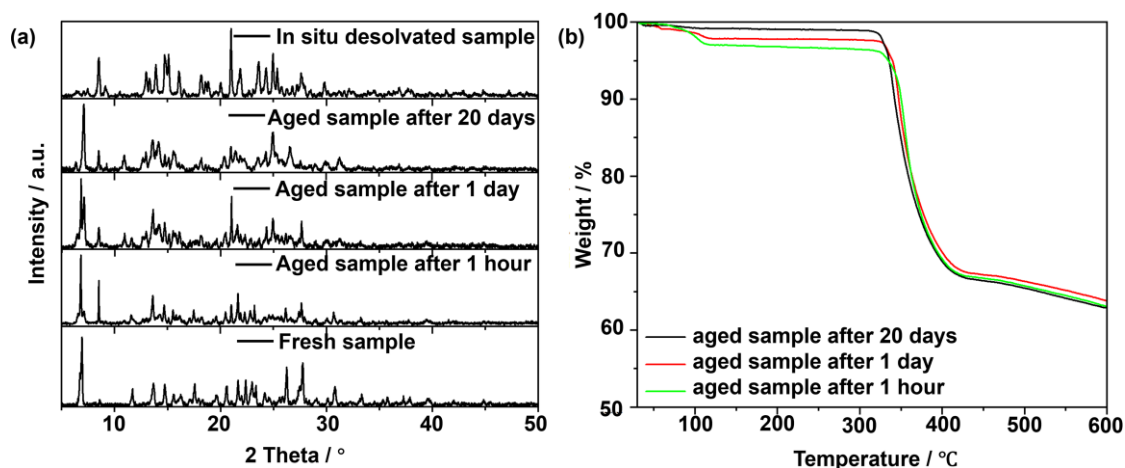 (a)
In situ desolvated sample
Aged sample after 20 days
Aged sample after 1 day
Aged sample after 1 hour
Fresh sample
Intensity / a.u.
10 20 30 40 50
2 Theta / °
(b)
100
90
80
70
60
50
Weight / %
aged sample after 20 days
aged sample after 1 day
aged sample after 1 hour
100 200 300 400 500 600
Temperature / ℃